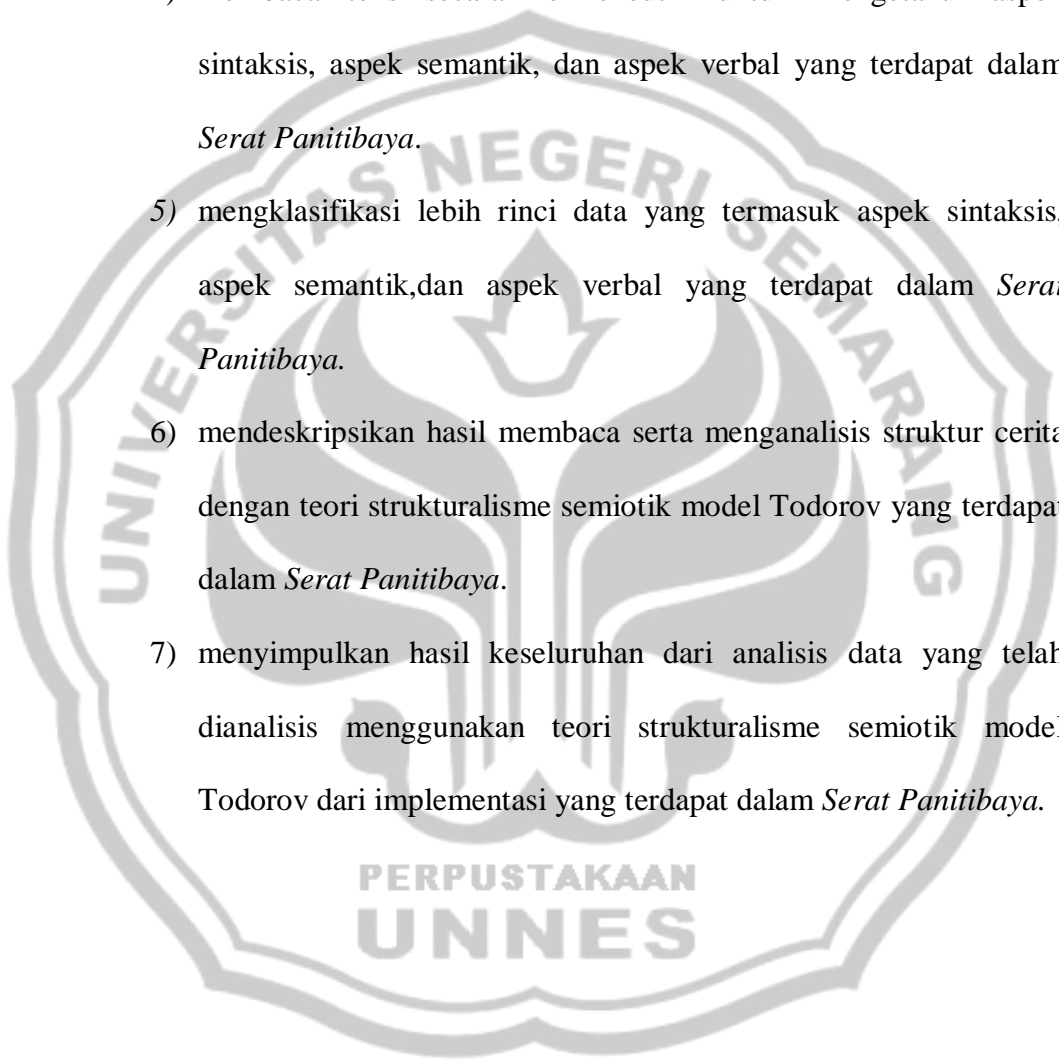 sintaksis, aspek semantik, dan aspek verbal yang terdapat dalam
Serat Panitibaya.
5) mengklasifikasi lebih rinci data yang termasuk aspek sintaksis,
aspek semantik,dan aspek verbal yang terdapat dalam Serat
Panitibaya.
6) mendeskripsikan hasil membaca serta menganalisis struktur cerita
dengan teori strukturalisme semiotik model Todorov yang terdapat
dalam Serat Panitibaya.
7) menyimpulkan hasil keseluruhan dari analisis data yang telah
dianalisis menggunakan teori strukturalisme semiotik model
Todorov dari implementasi yang terdapat dalam Serat Panitibaya.
UNIVERSITAS NEGERI SEMARANG
PERPUSTAKAAN
UNNES